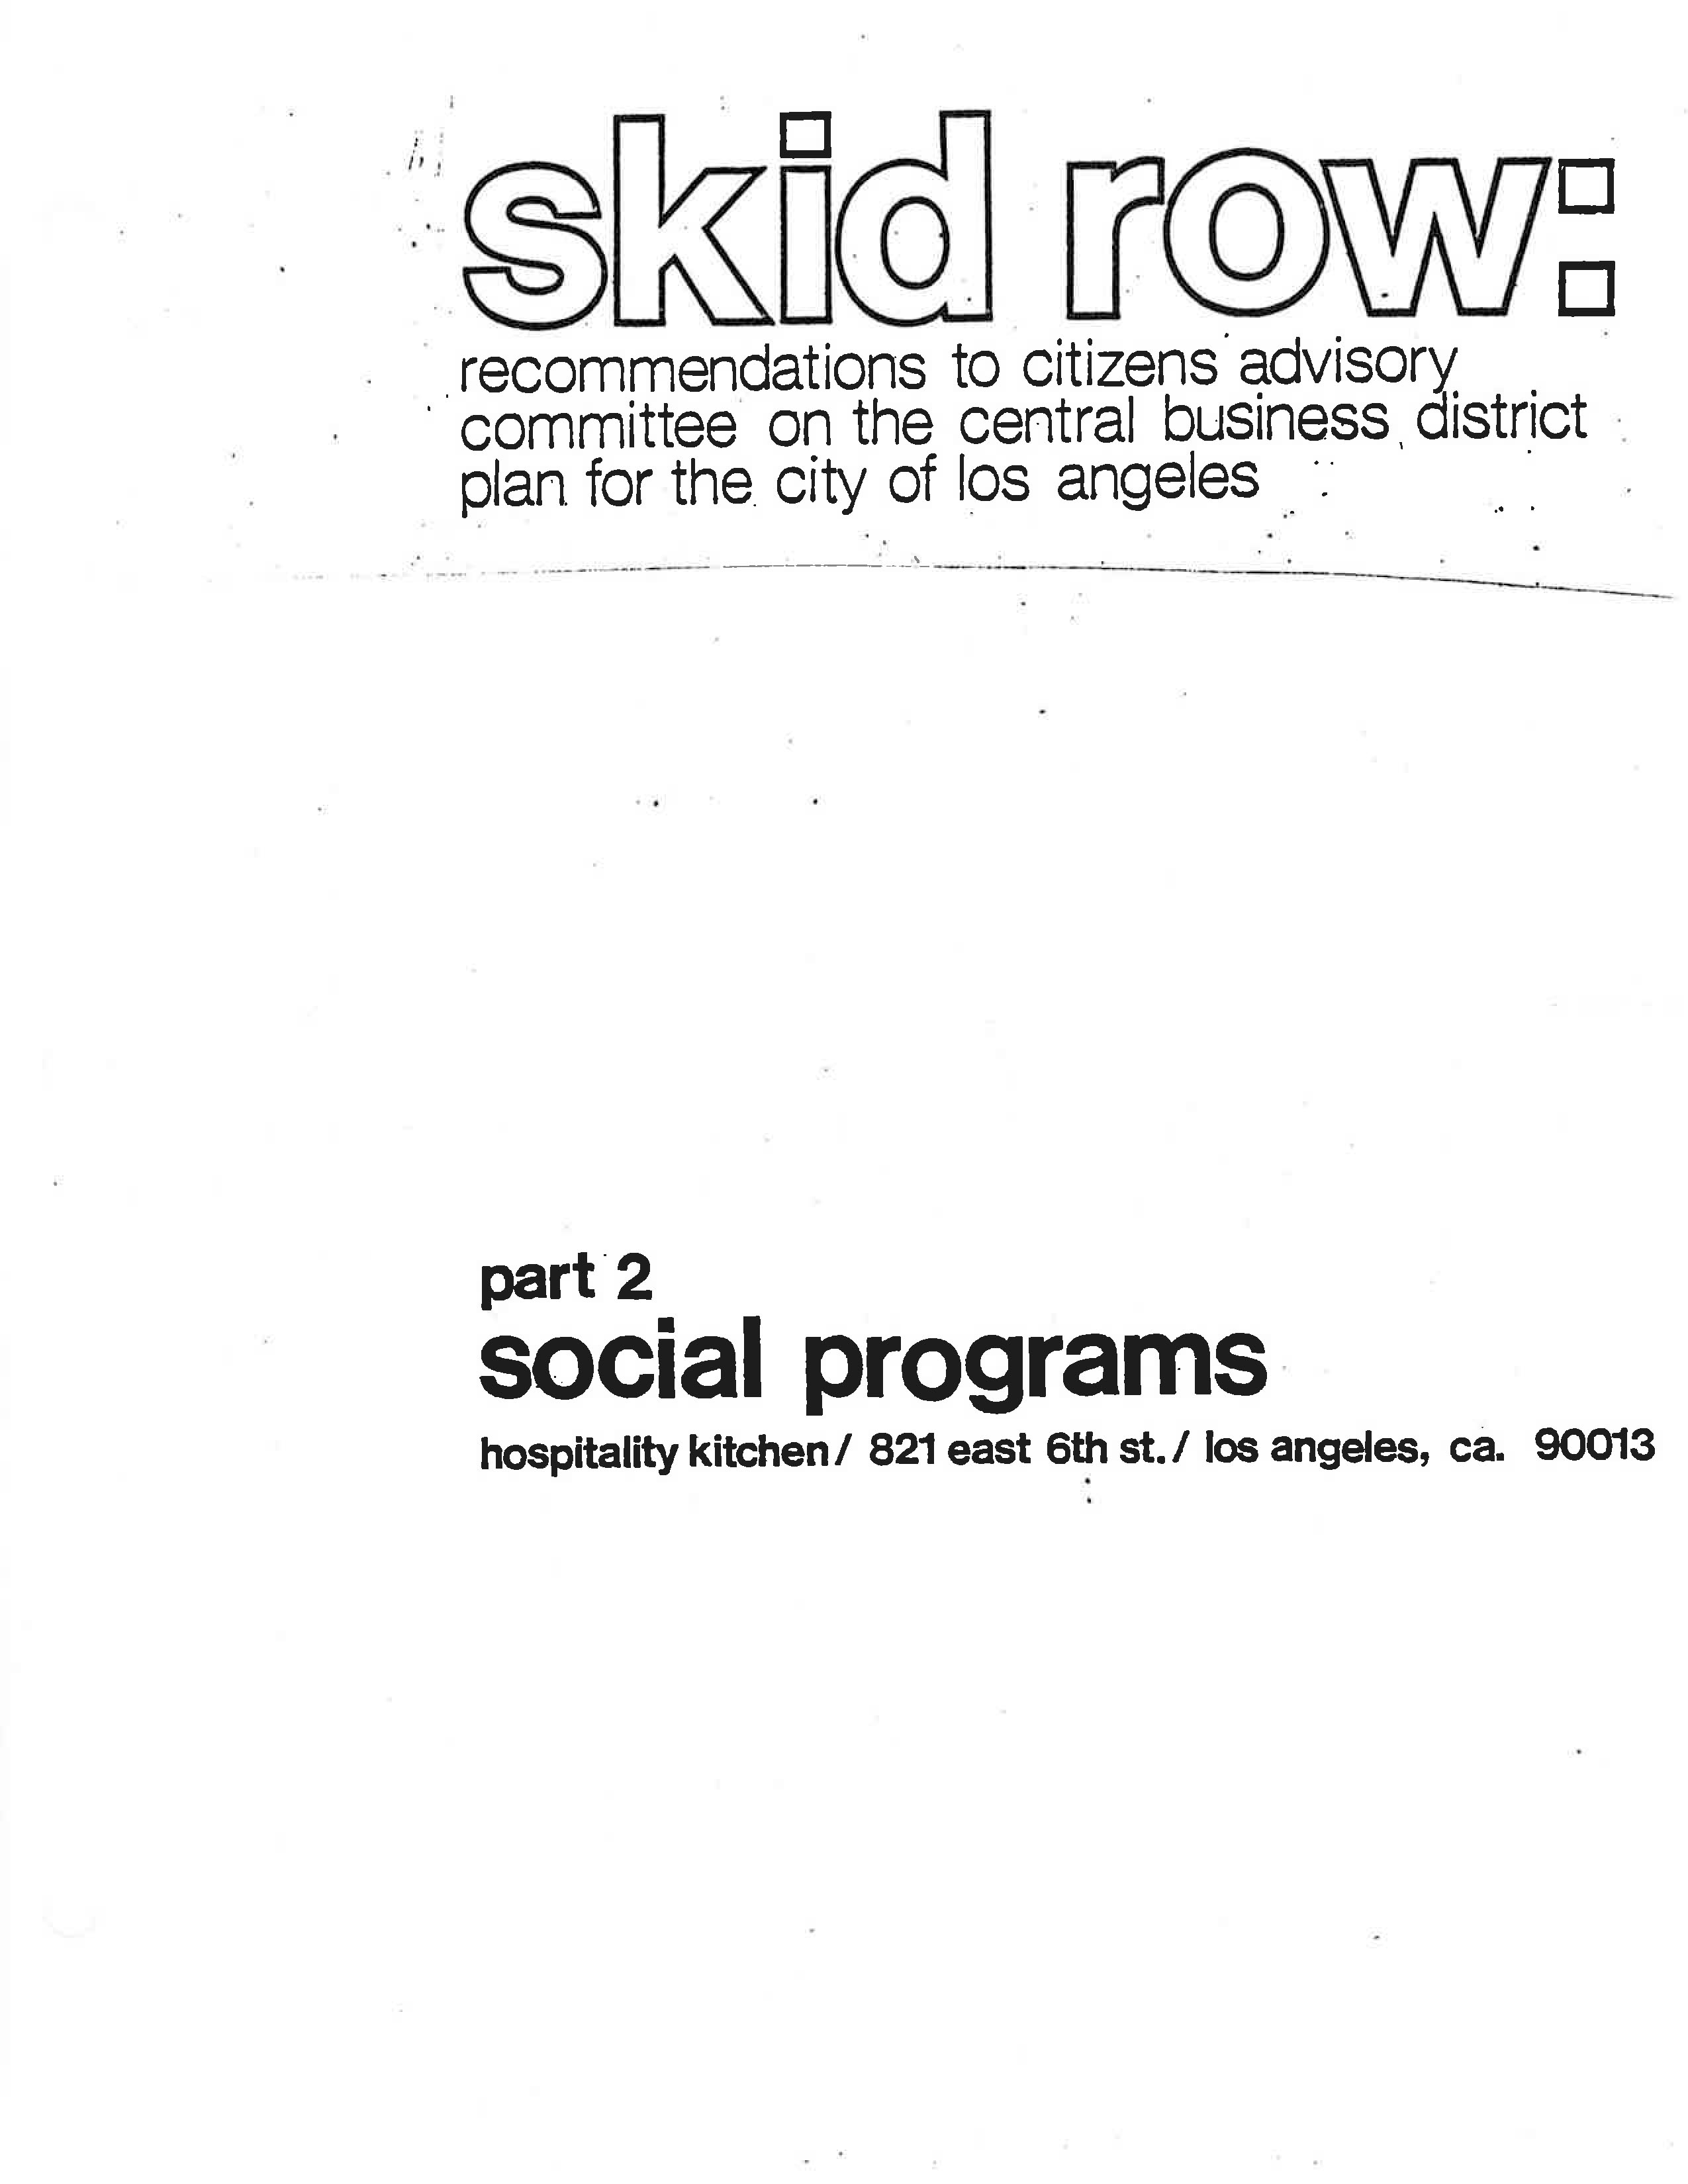 skid row:
recommendations to citizens advisory
committee on the central business district
plan for the city of los angeles
part 2
social programs
hospitality kitchen/ 821 east 6th st./ los angeles, ca. 90013